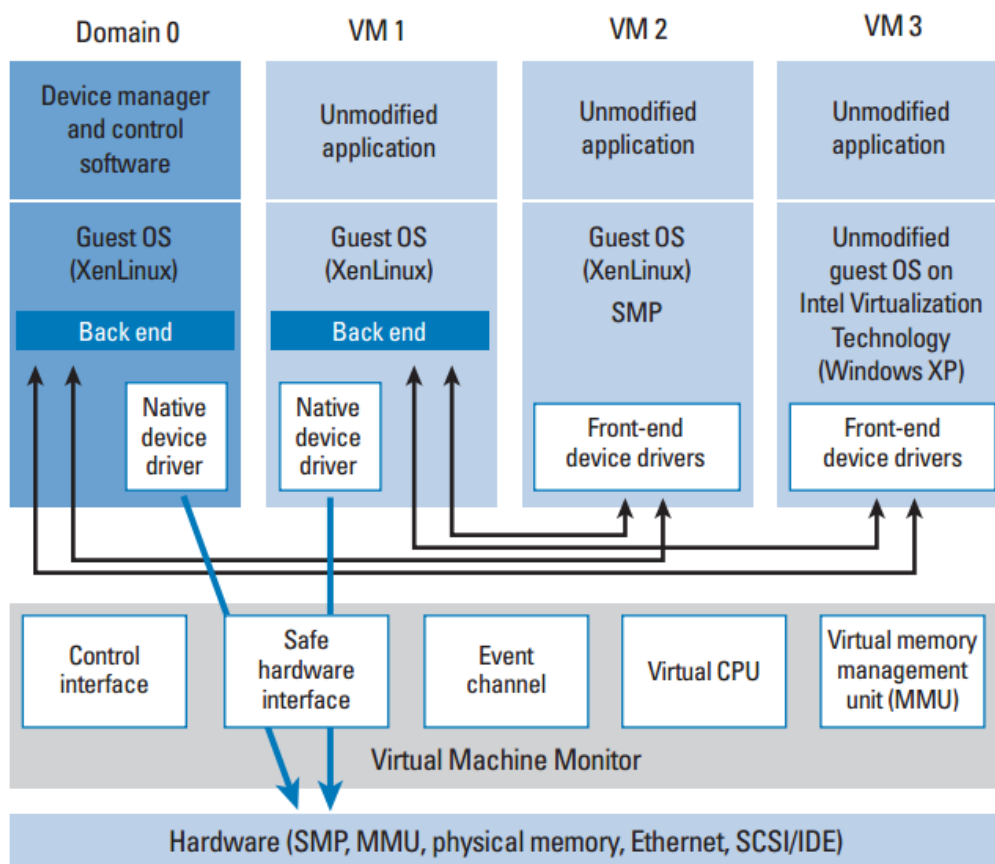 Domain 0
VM 1
VM 2
VM 3
Device manager
and control
software
Unmodified
application
Unmodified
application
Unmodified
application
Guest OS
(XenLinux)
Back end
Native
device
driver
Guest OS
(XenLinux)
Back end
Native
device
driver
Guest OS
(XenLinux)
SMP
Front-end
device drivers
Unmodified
guest OS on
Intel Virtualization
Technology
(Windows XP)
Front-end
device drivers
Control
interface
Safe
hardware
interface
Event
channel
Virtual CPU
Virtual memory
management
unit (MMU)
Virtual Machine Monitor
Hardware (SMP, MMU, physical memory, Ethernet, SCSI/IDE)